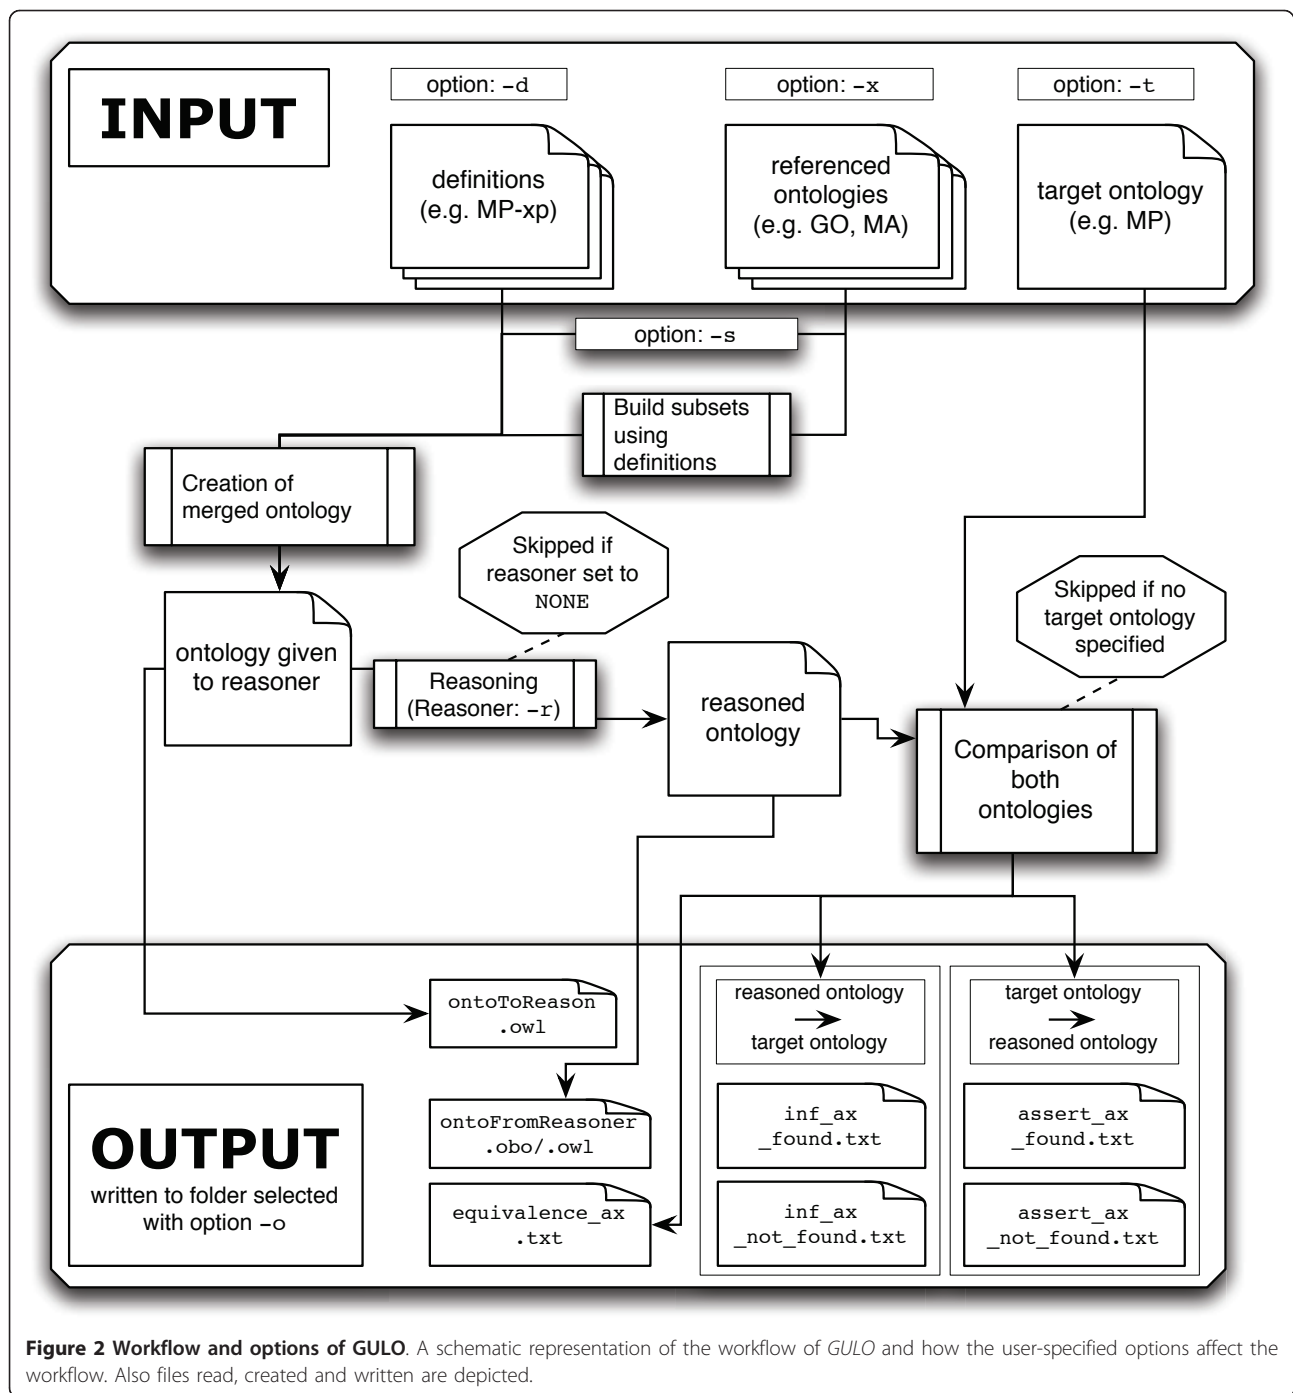 INPUT
option: -d
option: -x
option: -t
definitions
(e.g. MP-xp)
referenced
ontologies
(e.g. GO, MA)
target ontology
(e.g. MP)
option: -s
Build subsets
using
definitions
Creation of
merged ontology
Skipped if
reasoner set to
NONE
Skipped if no
target ontology
specified
ontology given
to reasoner
Reasoning
(Reasoner: -r)
reasoned
ontology
Comparison of
both
ontologies
ontoToReason
.owl
reasoned ontology
target ontology
target ontology
reasoned ontology
OUTPUT
written to folder selected
with option -o
ontoFromReasoner
.obo/.owl
equivalence_ax
.txt
inf_ax
_found.txt
assert_ax
_found.txt
inf_ax
_not_found.txt
assert_ax
_not_found.txt
Figure 2 Workflow and options of GULO. A schematic representation of the workflow of GULO and how the user-specified options affect the
workflow. Also files read, created and written are depicted.